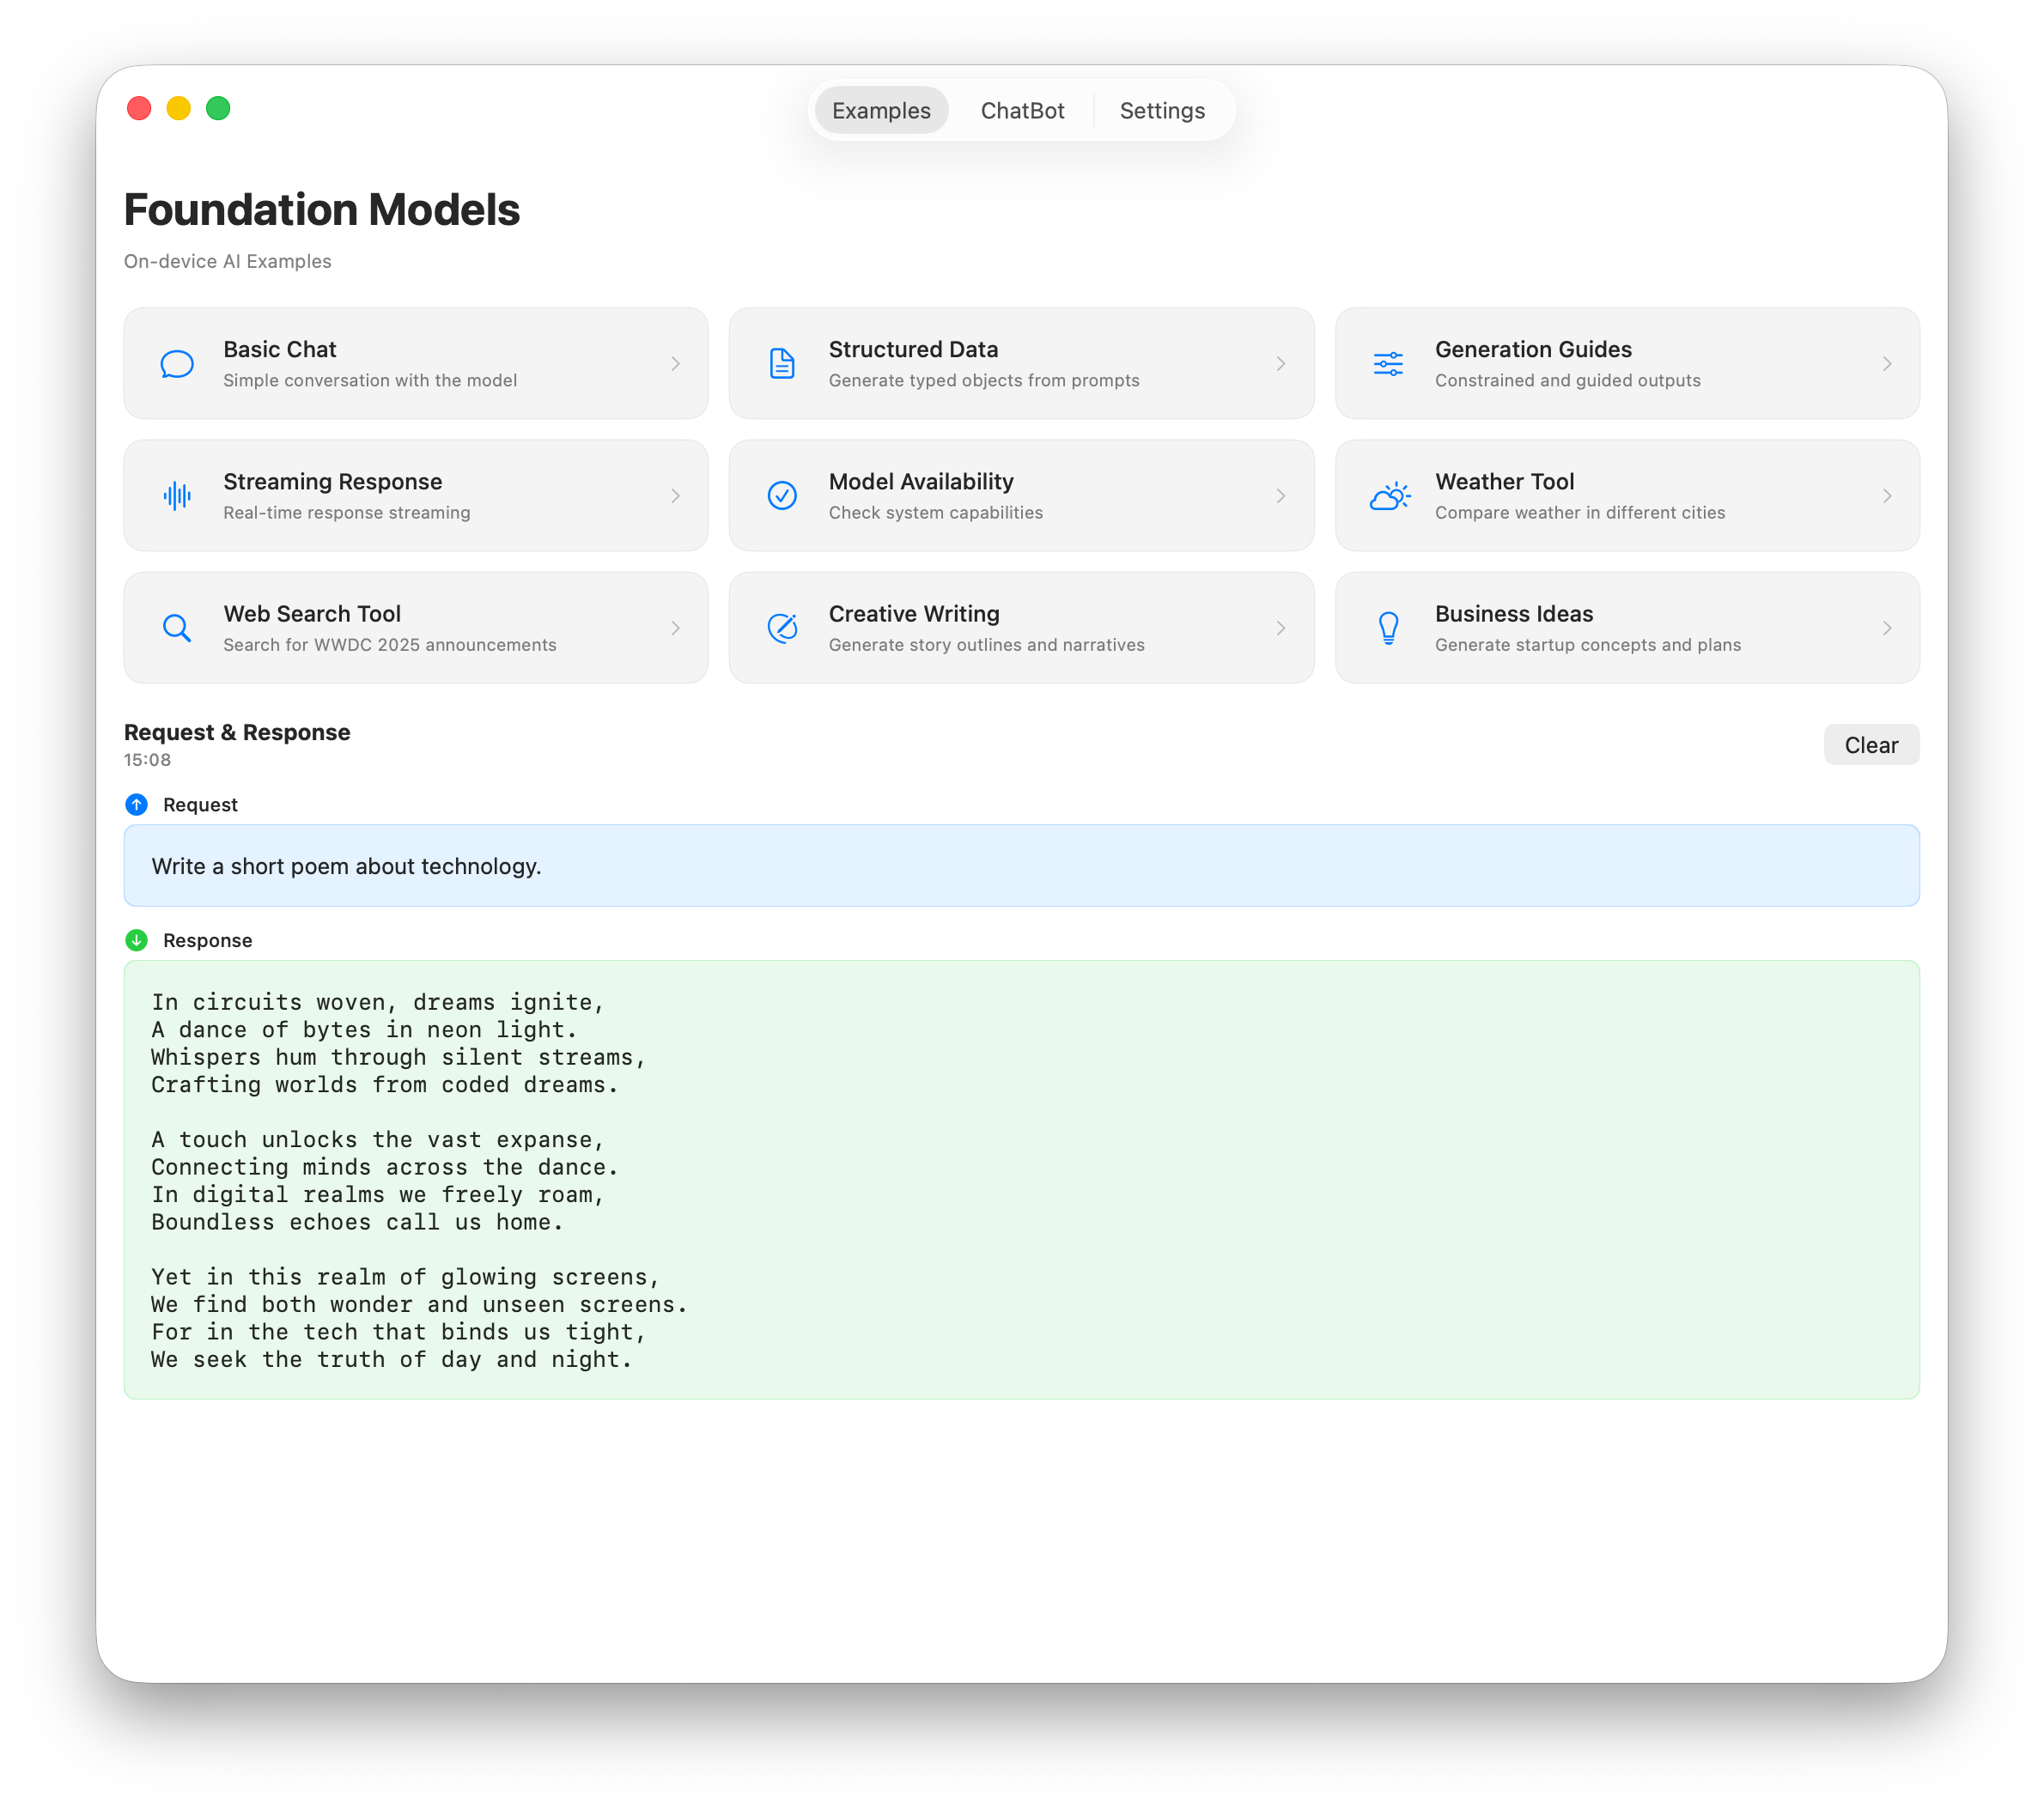 Examples
ChatBot
Settings
Foundation Models
On-device AI Examples
Basic Chat
Simple conversation with the model
Structured Data
Generate typed objects from prompts
Generation Guides
Constrained and guided outputs
Streaming Response
Real-time response streaming
Model Availability
Check system capabilities
Weather Tool
Compare weather in different cities
Web Search Tool
Search for WWDC 2025 announcements
Creative Writing
Generate story outlines and narratives
Business Ideas
Generate startup concepts and plans
Request & Response
15:08
Clear
Request
Write a short poem about technology.
Response
In circuits woven, dreams ignite,
A dance of bytes in neon light.
Whispers hum through silent streams,
Crafting worlds from coded dreams.
A touch unlocks the vast expanse,
Connecting minds across the dance.
In digital realms we freely roam,
Boundless echoes call us home.
Yet in this realm of glowing screens,
We find both wonder and unseen screens.
For in the tech that binds us tight,
We seek the truth of day and night.